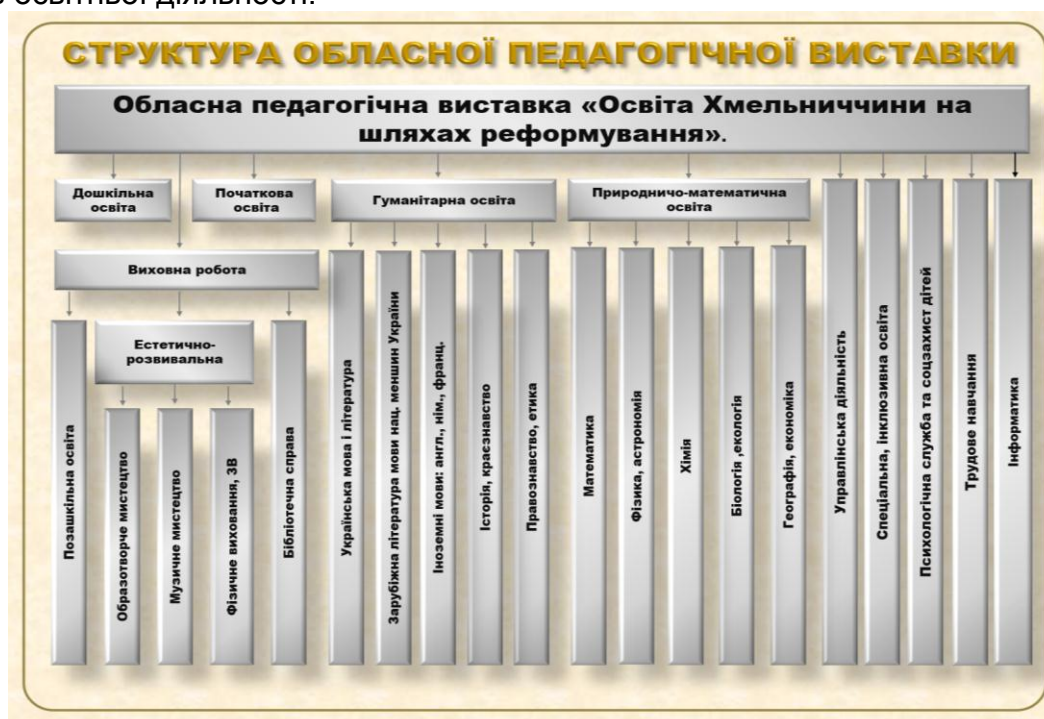 освітньої діяльності.
СТРУКТУРА ОБЛАСНОЇ ПЕДАГОГІЧНОЇ ВИСТАВКИ
Обласна педагогічна виставка «Освіта Хмельниччини на
шляхах реформування».
Дошкільна
освіта
Початкова
освіта
Гуманітарна освіта
Природничо-математична
освіта
Виховна робота
Естетично-
розвивальна
Позашкільна освіта
Образотворче мистецтво
Музичне мистецтво
Фізичне виховання, ЗВ
Бібліотечна справа
Українська мова і література
Зарубіжна література мови нац. меншин України
Іноземні мови: англ., нім., франц.
Історія, краєзнавство
Правознавство, етика
Математика
Фізика, астрономія
Хімія
Біологія ,екологія
Географія, економіка
Управлінська діяльність
Спеціальна, інклюзивна освіта
Психологічна служба та соцзахист дітей
Трудове навчання
Інформатика